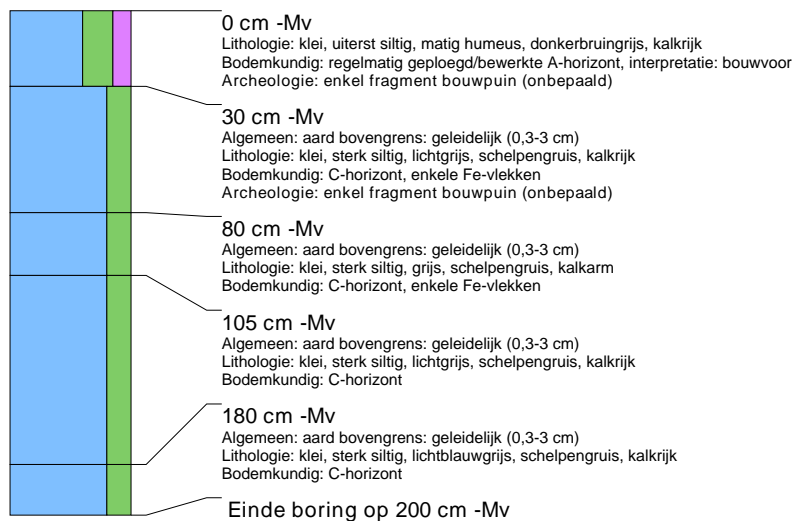 0 cm -Mv
Lithologie: klei, uiterst siltig, matig humeus, donkerbruingrijs, kalkrijk
Bodemkundig: regelmatig geploegd/bewerkte A-horizont, interpretatie: bouwvoor
Archeologie: enkel fragment bouwpuin (onbepaald)
30 cm -Mv
Algemeen: aard bovengrens: geleidelijk (0,3-3 cm)
Lithologie: klei, sterk siltig, lichtgrijs, schelpengruis, kalkrijk
Bodemkundig: C-horizont, enkele Fe-vlekken
Archeologie: enkel fragment bouwpuin (onbepaald)
80 cm -Mv
Algemeen: aard bovengrens: geleidelijk (0,3-3 cm)
Lithologie: klei, sterk siltig, grijs, schelpengruis, kalkarm
Bodemkundig: C-horizont, enkele Fe-vlekken
105 cm -Mv
Algemeen: aard bovengrens: geleidelijk (0,3-3 cm)
Lithologie: klei, sterk siltig, lichtgrijs, schelpengruis, kalkrijk
Bodemkundig: C-horizont
180 cm -Mv
Algemeen: aard bovengrens: geleidelijk (0,3-3 cm)
Lithologie: klei, sterk siltig, lichtblauwgrijs, schelpengruis, kalkrijk
Bodemkundig: C-horizont
Einde boring op 200 cm -Mv